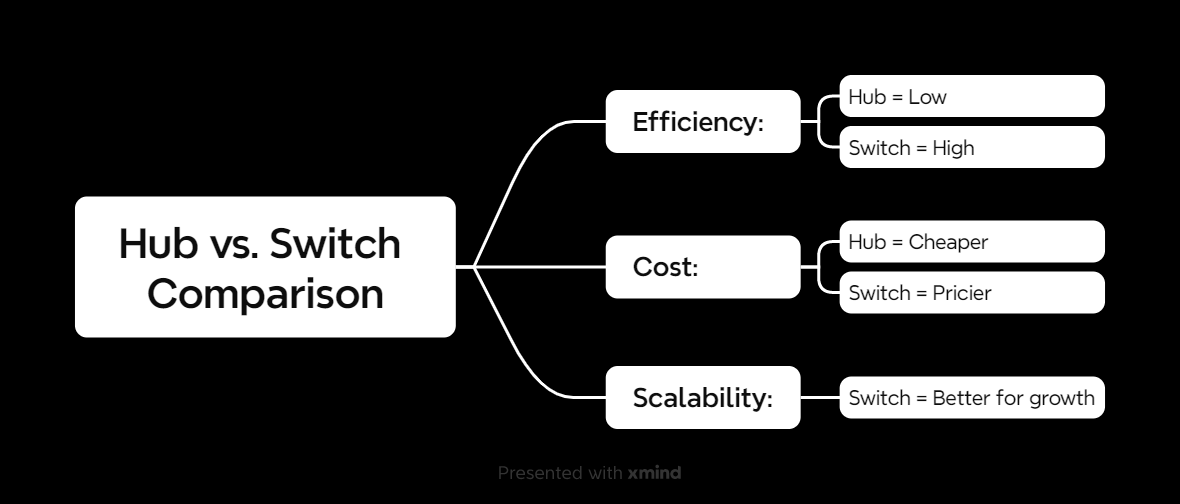 Hub vs. Switch
Comparison
Efficiency:
Hub = Low
Switch = High
Cost:
Hub = Cheaper
Switch = Pricier
Scalability:
Switch = Better for growth
Presented with xmind